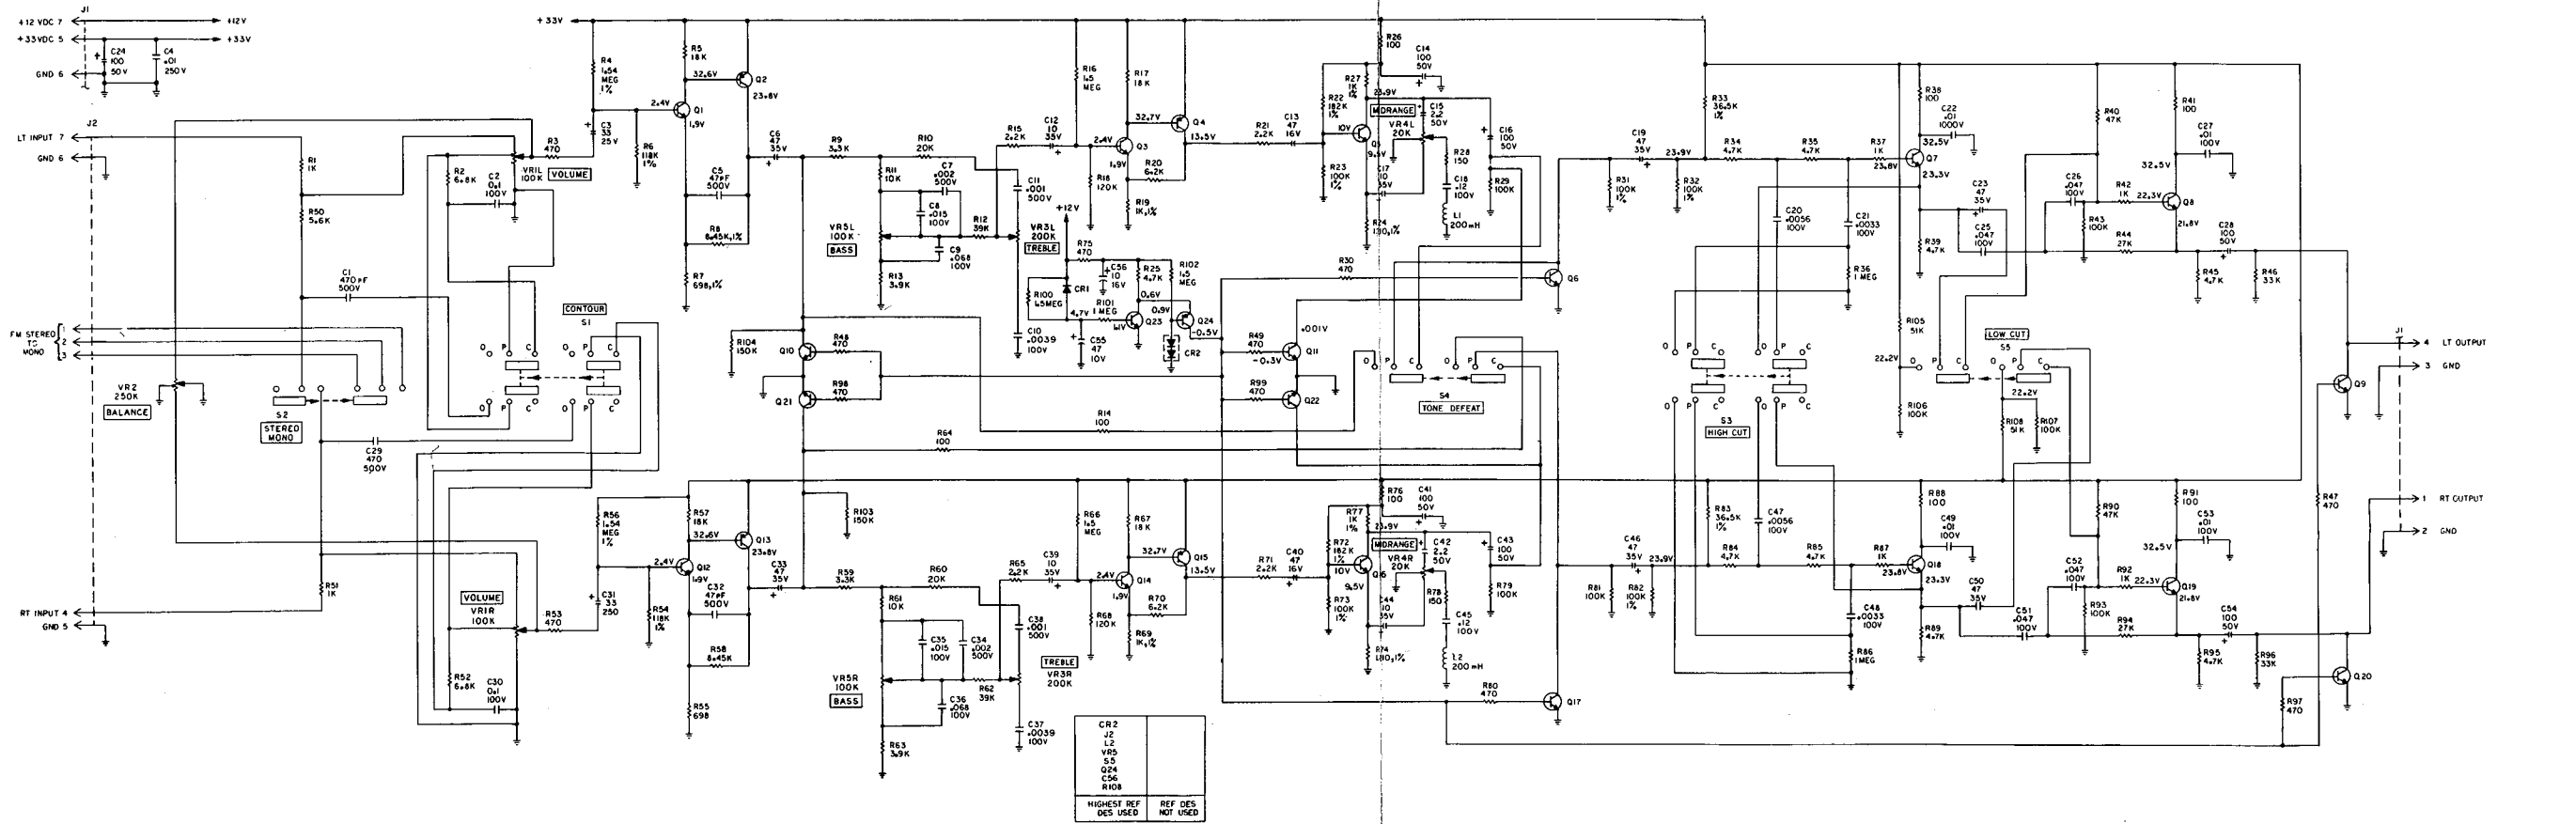 J1
+12 VDC 7
+12V
+33VDC 5
+33V
C24
100
50V
C4
.01
250V
GND 6
J2
LT INPUT 7
GND 6
R1
1K
R50
5.6K
C1
470 PF
500V
FM STEREO
TO
MONO
1
2
3
VR2
250K
BALANCE
S2
STEREO
MONO
C29
470
500V
R51
1K
RT INPUT 4
GND 5
R2
6.8K
C2
0.1
100V
VR1L
100K
VOLUME
R3
470
CONTOUR
S1
O P C O P C
O P C O P C
VOLUME
VR1R
100K
R53
470
R52
6.8K
C30
0.1
100V
+33V
R4
1.54
MEG
1%
C3
33
25V
R6
118K
1%
R5
18K
32.6V
Q2
23.8V
2.4V
Q1
1.9V
C5
47PF
500V
R8
8.45K,1%
R7
698,1%
C6
47
35V
R9
3.3K
R10
20K
R11
10K
C7
.002
500V
C8
.015
100V
C9
.068
100V
R12
39K
VR5L
100K
BASS
R13
3.9K
C11
.001
500V
VR3L
200K
TREBLE
C10
.0039
100V
R15
2.2K
C12
10
35V
R16
1.5
MEG
R17
18K
32.7V
Q4
13.5V
2.4V
Q3
1.9V
R20
6.2K
R18
120K
R19
1K,1%
+12V
R75
470
C56
10
16V
R25
4.7K
R102
1.5
MEG
CR1
R100
1.5MEG
R101
1 MEG
4.7V
0.6V
0.9V
Q23
Q24
-0.5V
C55
47
10V
CR2
R104
150K
Q10
R48
470
Q21
R98
470
R14
100
R64
100
R49
470
.001V
Q11
-0.3V
R99
470
Q22
R21
2.2K
C13
47
16V
R22
182K
1%
R23
100K
1%
R26
100
R27
1K
1%
C14
100
50V
23.9V
MIDRANGE
VR4L
20K
C15
2.2
50V
10V
C17
10
35V
R28
150
C18
.12
100V
L1
200mH
C16
100
50V
R29
100K
R30
470
Q6
O P C O P C
S4
TONE DEFEAT
R31
100K
1%
C19
47
35V
23.9V
R32
100K
1%
R33
36.5K
1%
R34
4.7K
R35
4.7K
C20
.0056
100V
C21
.0033
100V
R36
1 MEG
R37
1K
23.8V
R38
100
C22
.01
1000V
32.5V
Q7
23.3V
R39
4.7K
C23
47
35V
C25
.047
100V
C26
.047
100V
R40
47K
R41
100
C27
.01
100V
R42
1K
22.3V
32.5V
Q8
21.8V
R43
100K
R44
27K
R45
4.7K
C28
100
50V
R46
33K
R105
51K
22.2V
R106
100K
LOW CUT
S5
O P C O P C
22.2V
R108
51K
R107
100K
O P C O P C
O P C O P C
S3
HIGH CUT
J1
4 LT OUTPUT
3 GND
Q9
1 RT OUTPUT
2 GND
R47
470
R56
1.54
MEG
1%
R57
18K
32.6V
Q13
23.8V
2.4V
Q12
1.9V
C31
33
250
R54
118K
1%
C32
47PF
500V
R58
8.45K
R55
698
C33
47
35V
R103
150K
R59
3.3K
R60
20K
R61
10K
C35
.015
100V
C34
.002
500V
C36
.068
100V
R62
39K
VR5R
100K
BASS
R63
3.9K
C38
.001
500V
TREBLE
VR3R
200K
C37
.0039
100V
R65
2.2K
C39
10
35V
R66
1.5
MEG
R67
18K
32.7V
Q15
13.5V
2.4V
Q14
1.9V
R70
6.2K
R68
120K
R69
1K,1%
R71
2.2K
C40
47
16V
R72
182K
1%
10V
R73
100K
1%
R76
100
R77
1K
1%
C41
100
50V
23.9V
MIDRANGE
VR4R
20K
C42
2.2
50V
9.5V
C44
10
35V
R78
150
C45
.12
100V
L2
200 mH
C43
100
50V
R79
100K
R80
470
Q17
R81
100K
C46
47
35V
23.9V
R82
100K
1%
R83
36.5K
1%
R84
4.7K
C47
.0056
100V
R85
4.7K
R87
1K
23.8V
R88
100
C49
.01
100V
Q18
23.3V
C48
.0033
100V
R86
1MEG
R89
4.7K
C50
47
35V
C51
.047
100V
C52
.047
100V
R90
47K
R91
100
C53
.01
100V
32.5V
R92
1K
22.3V
Q19
21.8V
R93
100K
R94
27K
R95
4.7K
C54
100
50V
R96
33K
Q20
R97
470
CR2
J2
L2
VR5
S5
Q24
C56
R108
HIGHEST REF
DES USED
REF DES
NOT USED